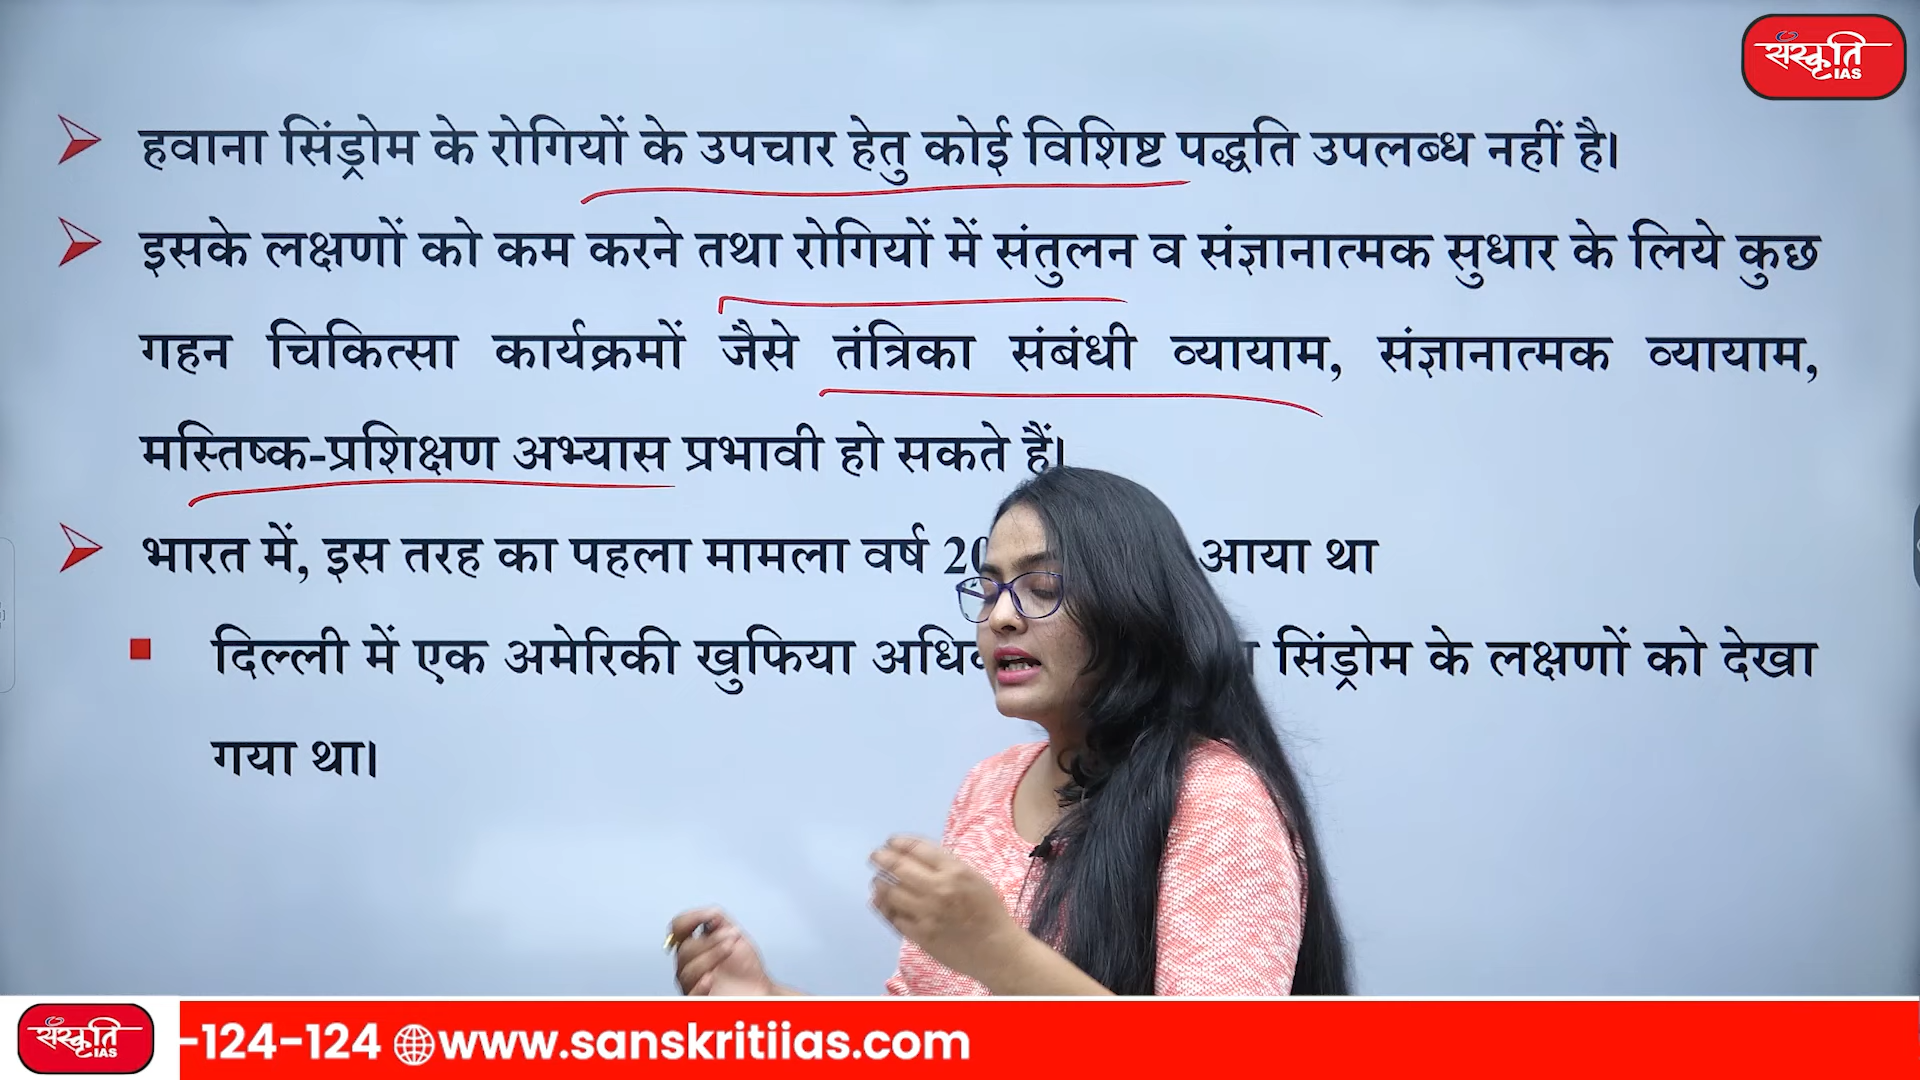 संस्कृति
IAS
हवाना सिंड्रोम के रोगियों के उपचार हेतु कोई विशिष्ट पद्धति उपलब्ध नहीं है।
इसके लक्षणों को कम करने तथा रोगियों में संतुलन व संज्ञानात्मक सुधार के लिये कुछ
गहन चिकित्सा कार्यक्रमों जैसे तंत्रिका संबंधी व्यायाम, संज्ञानात्मक व्यायाम,
मस्तिष्क-प्रशिक्षण अभ्यास प्रभावी हो सकते हैं।
भारत में, इस तरह का पहला मामला वर्ष आया था
दिल्ली में एक अमेरिकी खुफिया सिंड्रोम के लक्षणों को देखा
गया था।
संस्कृति
IAS
-124-124 www.sanskritiias.com